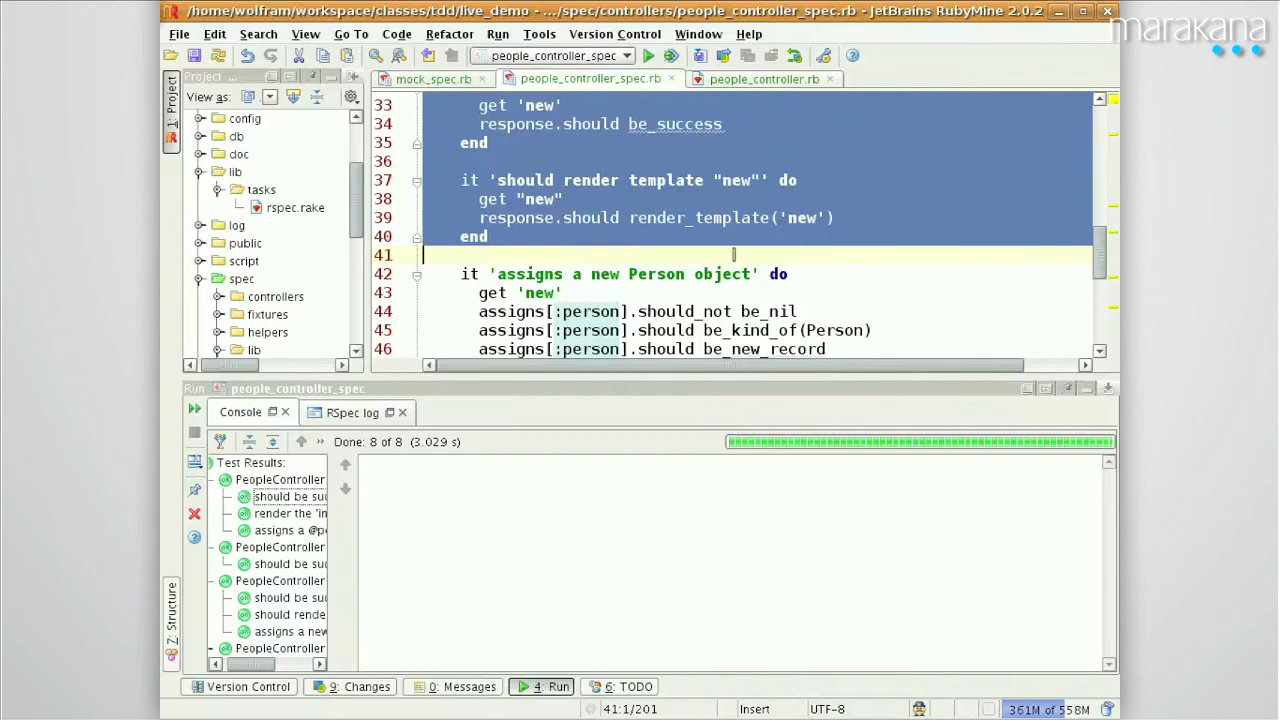 /home/wolfram/workspace/classes/tdd/live_demo - .../spec/controllers/people_controller_spec.rb - JetBrains RubyMine 2.0.2
marakana
File Edit Search View Go To Code Refactor Run Tools Version Control Window Help
people_controller_spec
1: Project
Project
mock_spec.rb people_controller_spec.rb people_controller.rb
View as:
config
db
doc
lib
tasks
rspec.rake
log
public
script
spec
controllers
fixtures
helpers
lib
33 get 'new'
34 response.should be_success
35 end
36
37 it 'should render template "new"' do
38 get "new"
39 response.should render_template('new')
40 end
41
42 it 'assigns a new Person object' do
43 get 'new'
44 assigns[:person].should_not be_nil
45 assigns[:person].should be_kind_of(Person)
46 assigns[:person].should be_new_record
Run people_controller_spec
Console RSpec log
Done: 8 of 8 (3.029 s)
Test Results:
PeopleController
should be suc
render the 'in
assigns a @pe
PeopleController
should be suc
PeopleController
should be suc
should rende
assigns a new
PeopleController
Z: Structure
Version Control 9: Changes 0: Messages 4: Run 6: TODO
41:1/201 Insert UTF-8 361M of 558M